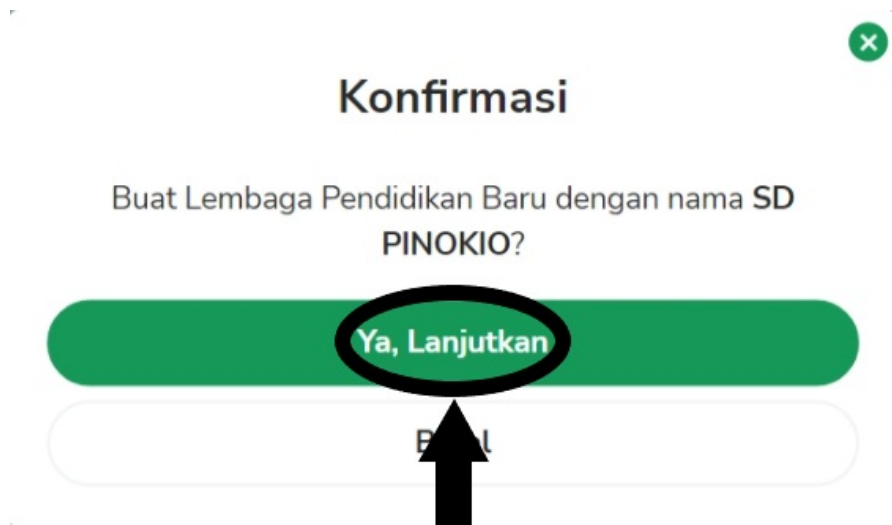 Konfirmasi
Buat Lembaga Pendidikan Baru dengan nama SD
PINOKIO?
Ya, Lanjutkan